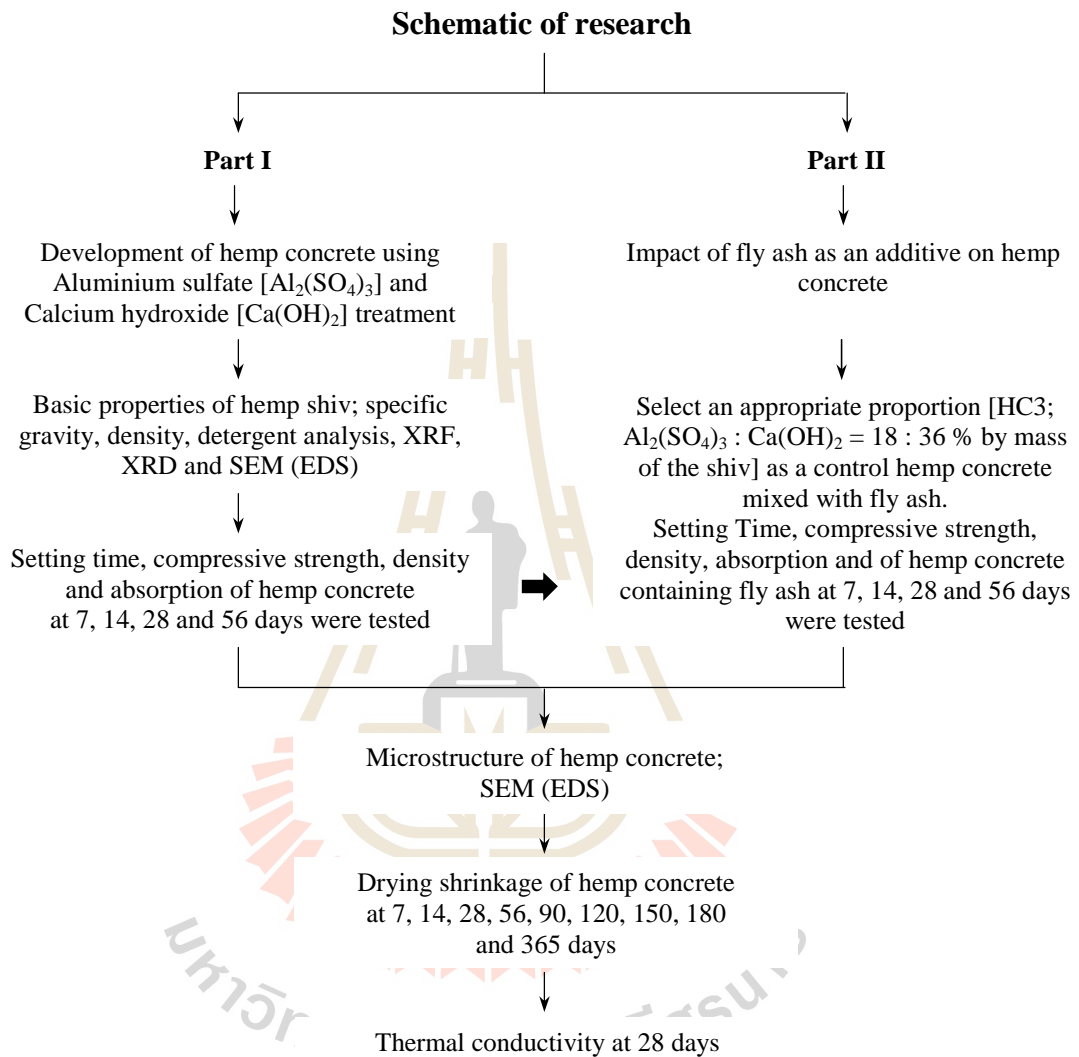 Schematic of research
Part I
Part II
Development of hemp concrete using
Aluminium sulfate [Al₂(SO₄)₃] and
Calcium hydroxide [Ca(OH)₂] treatment
Impact of fly ash as an additive on hemp
concrete
Basic properties of hemp shiv; specific
gravity, density, detergent analysis, XRF,
XRD and SEM (EDS)
Select an appropriate proportion [HC3;
Al₂(SO₄)₃ : Ca(OH)₂ = 18 : 36 % by mass
of the shiv] as a control hemp concrete
mixed with fly ash.
Setting time, compressive strength, density
and absorption of hemp concrete
at 7, 14, 28 and 56 days were tested
Setting Time, compressive strength,
density, absorption and of hemp concrete
containing fly ash at 7, 14, 28 and 56 days
were tested
Microstructure of hemp concrete;
SEM (EDS)
Drying shrinkage of hemp concrete
at 7, 14, 28, 56, 90, 120, 150, 180
and 365 days
Thermal conductivity at 28 days